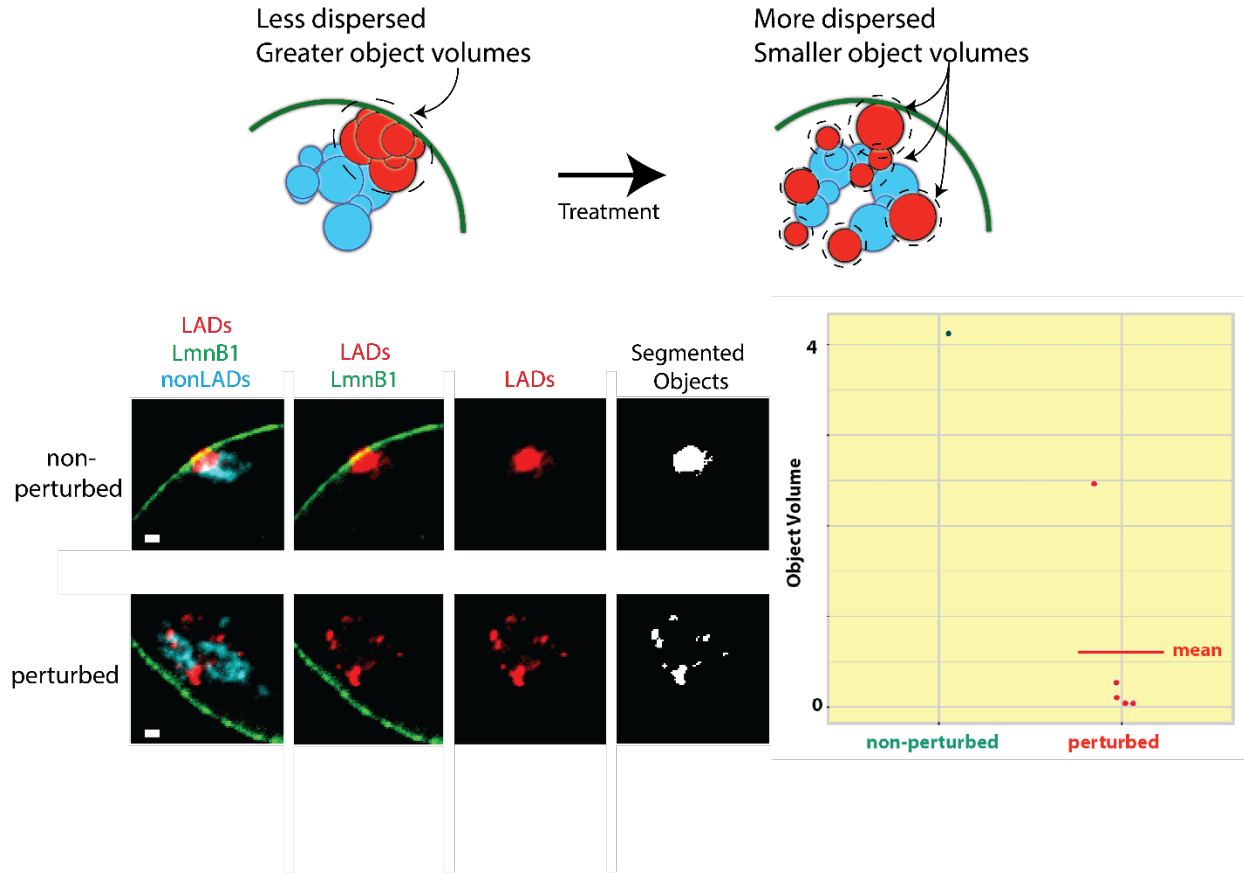 Less dispersed
Greater object volumes
More dispersed
Smaller object volumes
Treatment
LADs
LmnB1
nonLADs
LADs
LmnB1
LADs
Segmented
Objects
non-
perturbed
perturbed
Object Volume
4
0
mean
non-perturbed
perturbed